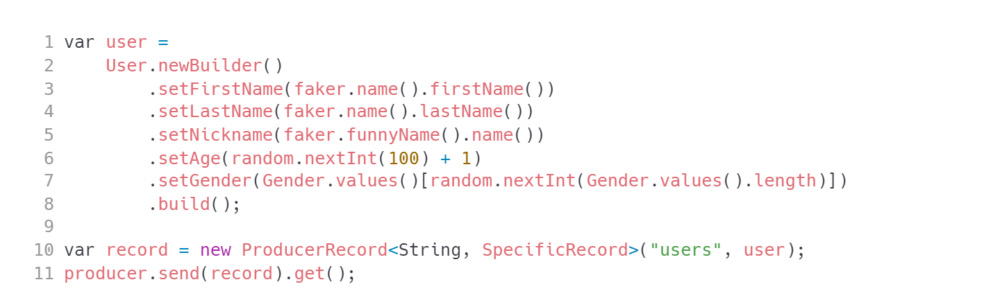 1 var user =
2     User.newBuilder()
3         .setFirstName(faker.name().firstName())
4         .setLastName(faker.name().lastName())
5         .setNickname(faker.funnyName().name())
6         .setAge(random.nextInt(100) + 1)
7         .setGender(Gender.values()[random.nextInt(Gender.values().length)])
8         .build();
9
10 var record = new ProducerRecord<String, SpecificRecord>("users", user);
11 producer.send(record).get();